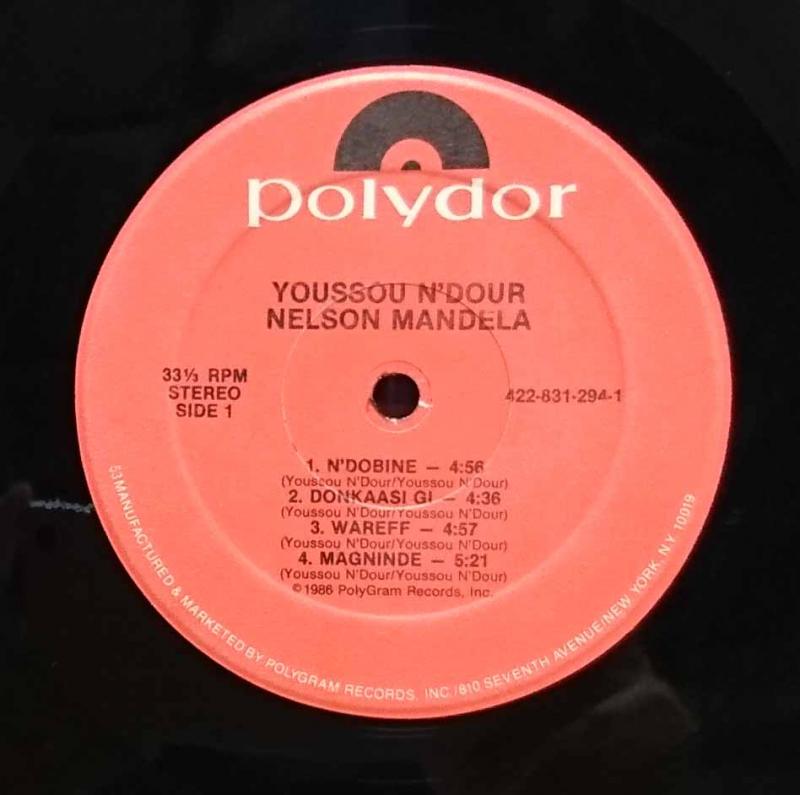 polydor
YOUSSOU N'DOUR
NELSON MANDELA
33⅓ RPM
STEREO
SIDE 1
422-831-294-1
1. N'DOBINE — 4:56
(Youssou N'Dour/Youssou N'Dour)
2. DONKAASI GI — 4:36
(Youssou N'Dour/Youssou N'Dour)
3. WAREFF — 4:57
(Youssou N'Dour/Youssou N'Dour)
4. MAGNINDE — 5:21
(Youssou N'Dour/Youssou N'Dour)
©1986 PolyGram Records, Inc.
53MANUFACTURED & MARKETED BY POLYGRAM RECORDS, INC./810 SEVENTH AVENUE/NEW YORK, N.Y. 10019